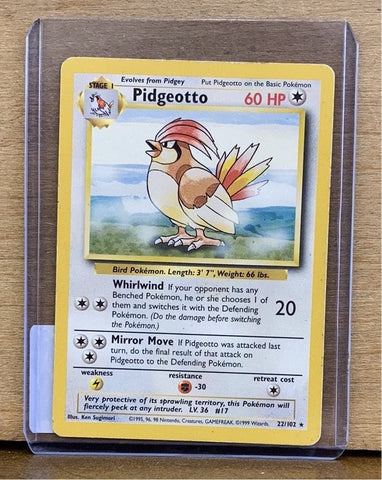 STAGE 1
Evolves from Pidgey Put Pidgeotto on the Basic Pokémon
Pidgeotto 60 HP
Bird Pokémon. Length: 3' 7", Weight: 66 lbs.
Whirlwind If your opponent has any
Benched Pokémon, he or she chooses 1 of
them and switches it with the Defending
Pokémon. (Do the damage before switching
the Pokémon.)
20
Mirror Move If Pidgeotto was attacked last
turn, do the final result of that attack on
Pidgeotto to the Defending Pokémon.
weakness resistance retreat cost
-30
Very protective of its sprawling territory, this Pokémon will
fiercely peck at any intruder. LV. 36 #17
Illus. Ken Sugimori ©1995, 96, 98 Nintendo, Creatures, GAMEFREAK. ©1999 Wizards. 22/102 ★